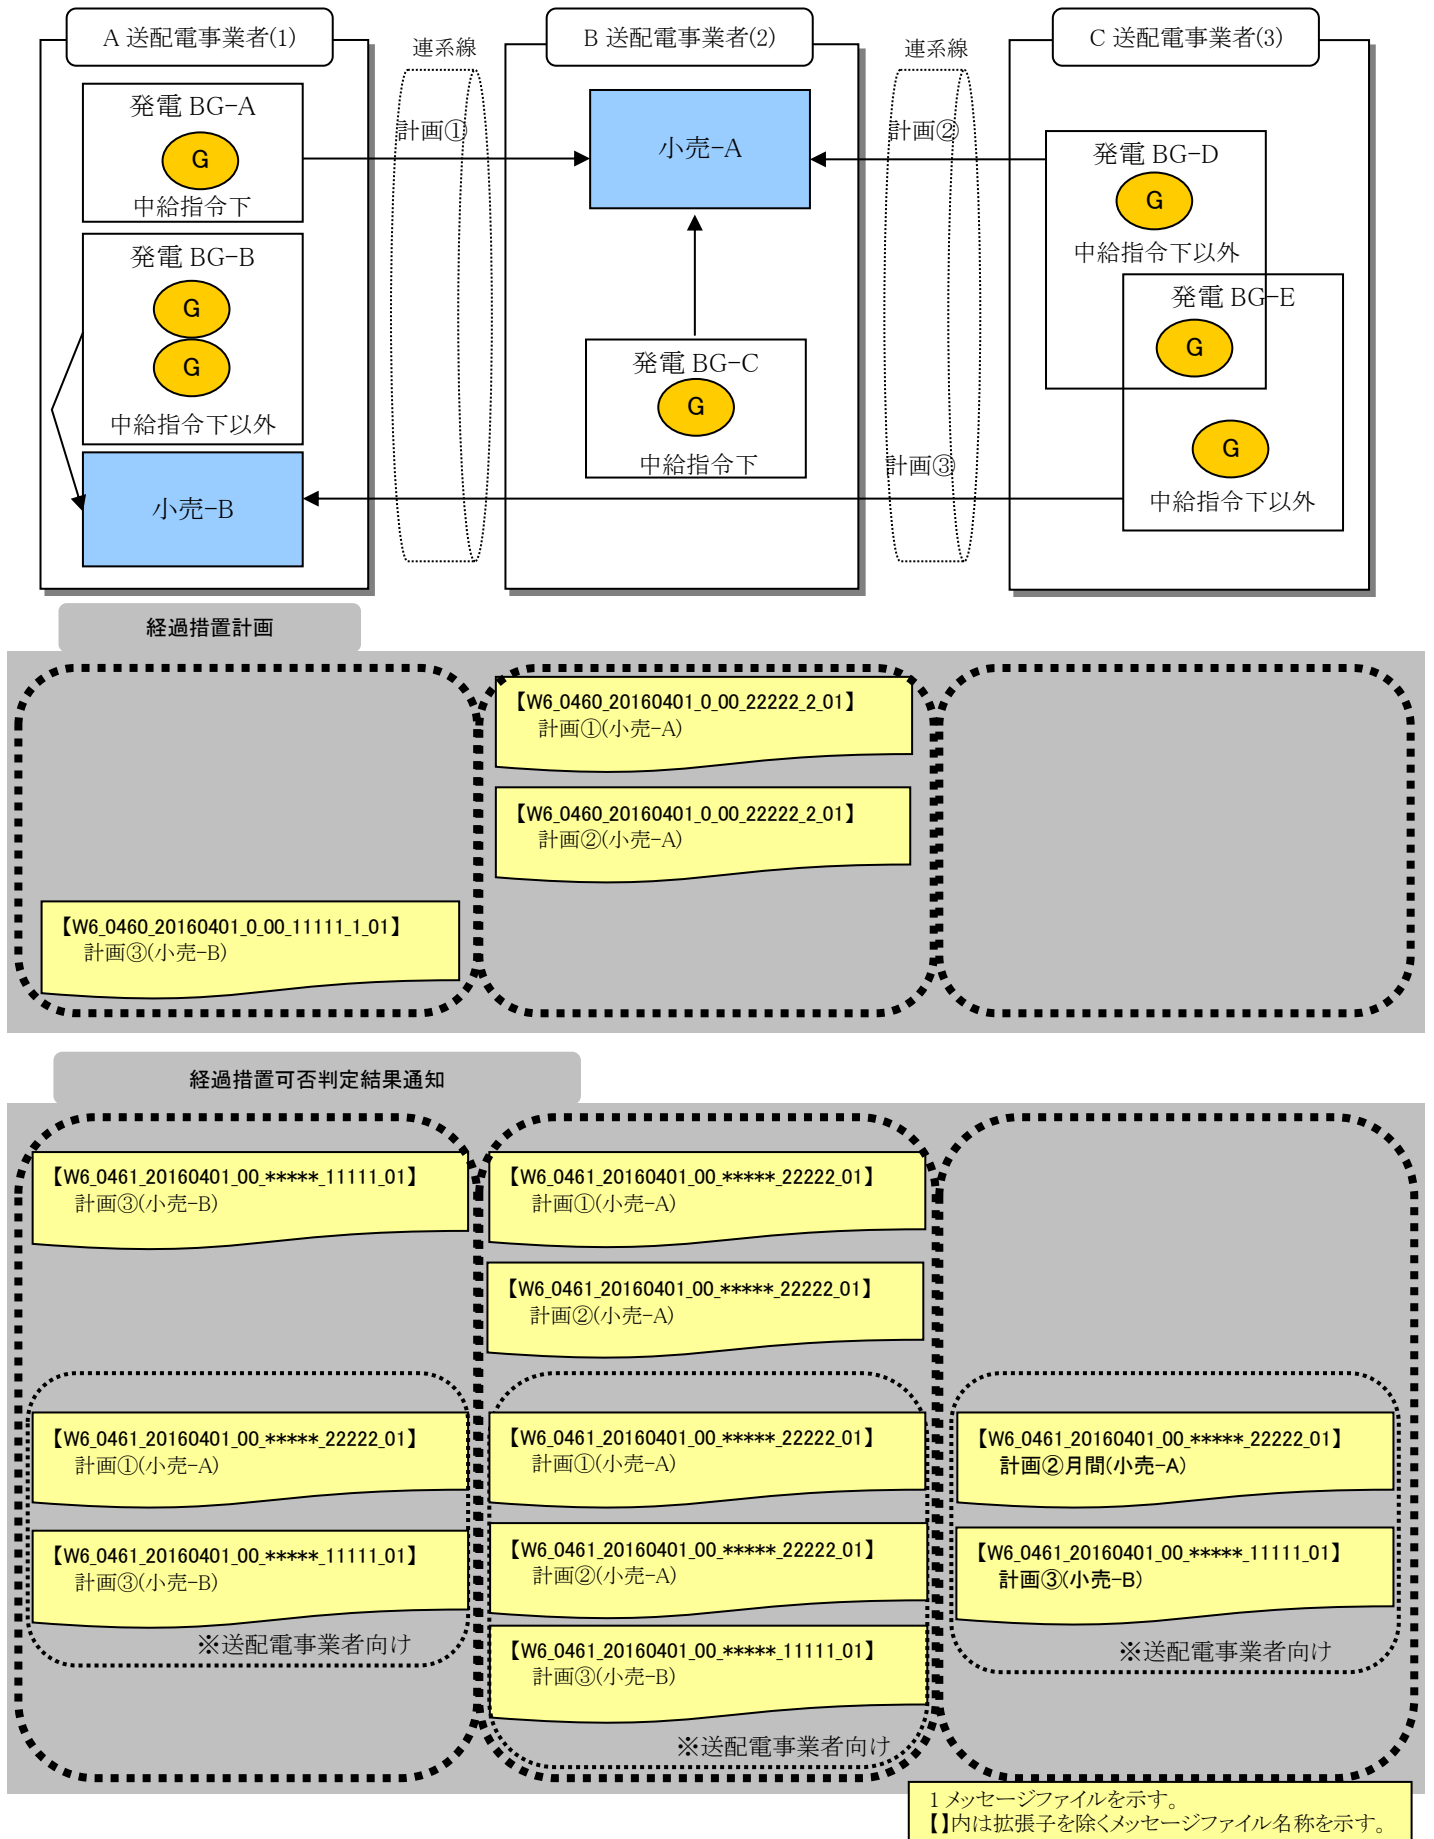 A 送配電事業者(1)
B 送配電事業者(2)
C 送配電事業者(3)
連系線
連系線
発電 BG-A
G
中給指令下
計画①
小売-A
計画②
発電 BG-D
G
中給指令下以外
発電 BG-B
G
G
中給指令下以外
発電 BG-E
G
G
中給指令下以外
発電 BG-C
G
中給指令下
計画③
小売-B
経過措置計画
【W6_0460_20160401_0_00_22222_2_01】
計画①(小売-A)
【W6_0460_20160401_0_00_22222_2_01】
計画②(小売-A)
【W6_0460_20160401_0_00_11111_1_01】
計画③(小売-B)
経過措置可否判定結果通知
【W6_0461_20160401_00_*****_11111_01】
計画③(小売-B)
【W6_0461_20160401_00_*****_22222_01】
計画①(小売-A)
【W6_0461_20160401_00_*****_22222_01】
計画②(小売-A)
【W6_0461_20160401_00_*****_22222_01】
計画①(小売-A)
【W6_0461_20160401_00_*****_11111_01】
計画③(小売-B)
※送配電事業者向け
【W6_0461_20160401_00_*****_22222_01】
計画①(小売-A)
【W6_0461_20160401_00_*****_22222_01】
計画②(小売-A)
【W6_0461_20160401_00_*****_11111_01】
計画③(小売-B)
※送配電事業者向け
【W6_0461_20160401_00_*****_22222_01】
計画②月間(小売-A)
【W6_0461_20160401_00_*****_11111_01】
計画③(小売-B)
※送配電事業者向け
1 メッセージファイルを示す。
【】内は拡張子を除くメッセージファイル名称を示す。